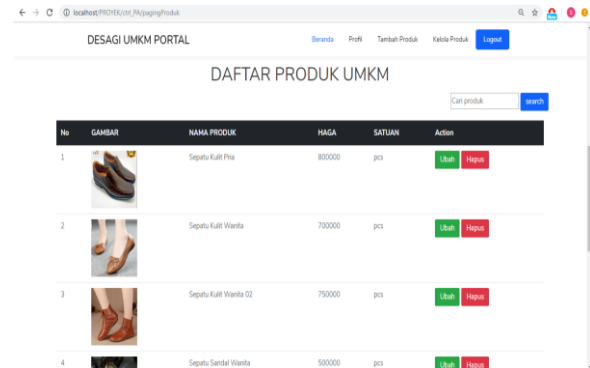 localhost/PROYEK/ctrl_PA/pagingProduk
DESAGI UMKM PORTAL Beranda Profil Tambah Produk Kelola Produk Logout
DAFTAR PRODUK UMKM
Cari produk search
No GAMBAR NAMA PRODUK HAGA SATUAN Action
1 Sepatu Kulit Pria 800000 pcs Ubah Hapus
2 Sepatu Kulit Wanita 700000 pcs Ubah Hapus
3 Sepatu Kulit Wanita 02 750000 pcs Ubah Hapus
4 Sepatu Sandal Wanita 500000 pcs Ubah Hapus